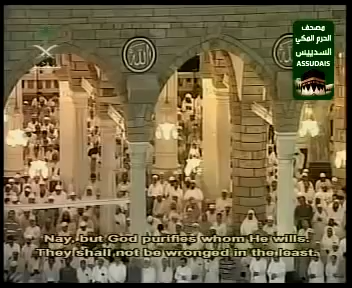 مصحف
الحرم المكي
السديس
ASSUDAIS
الله
Nay, but God purifies whom He wills.
They shall not be wronged in the least.